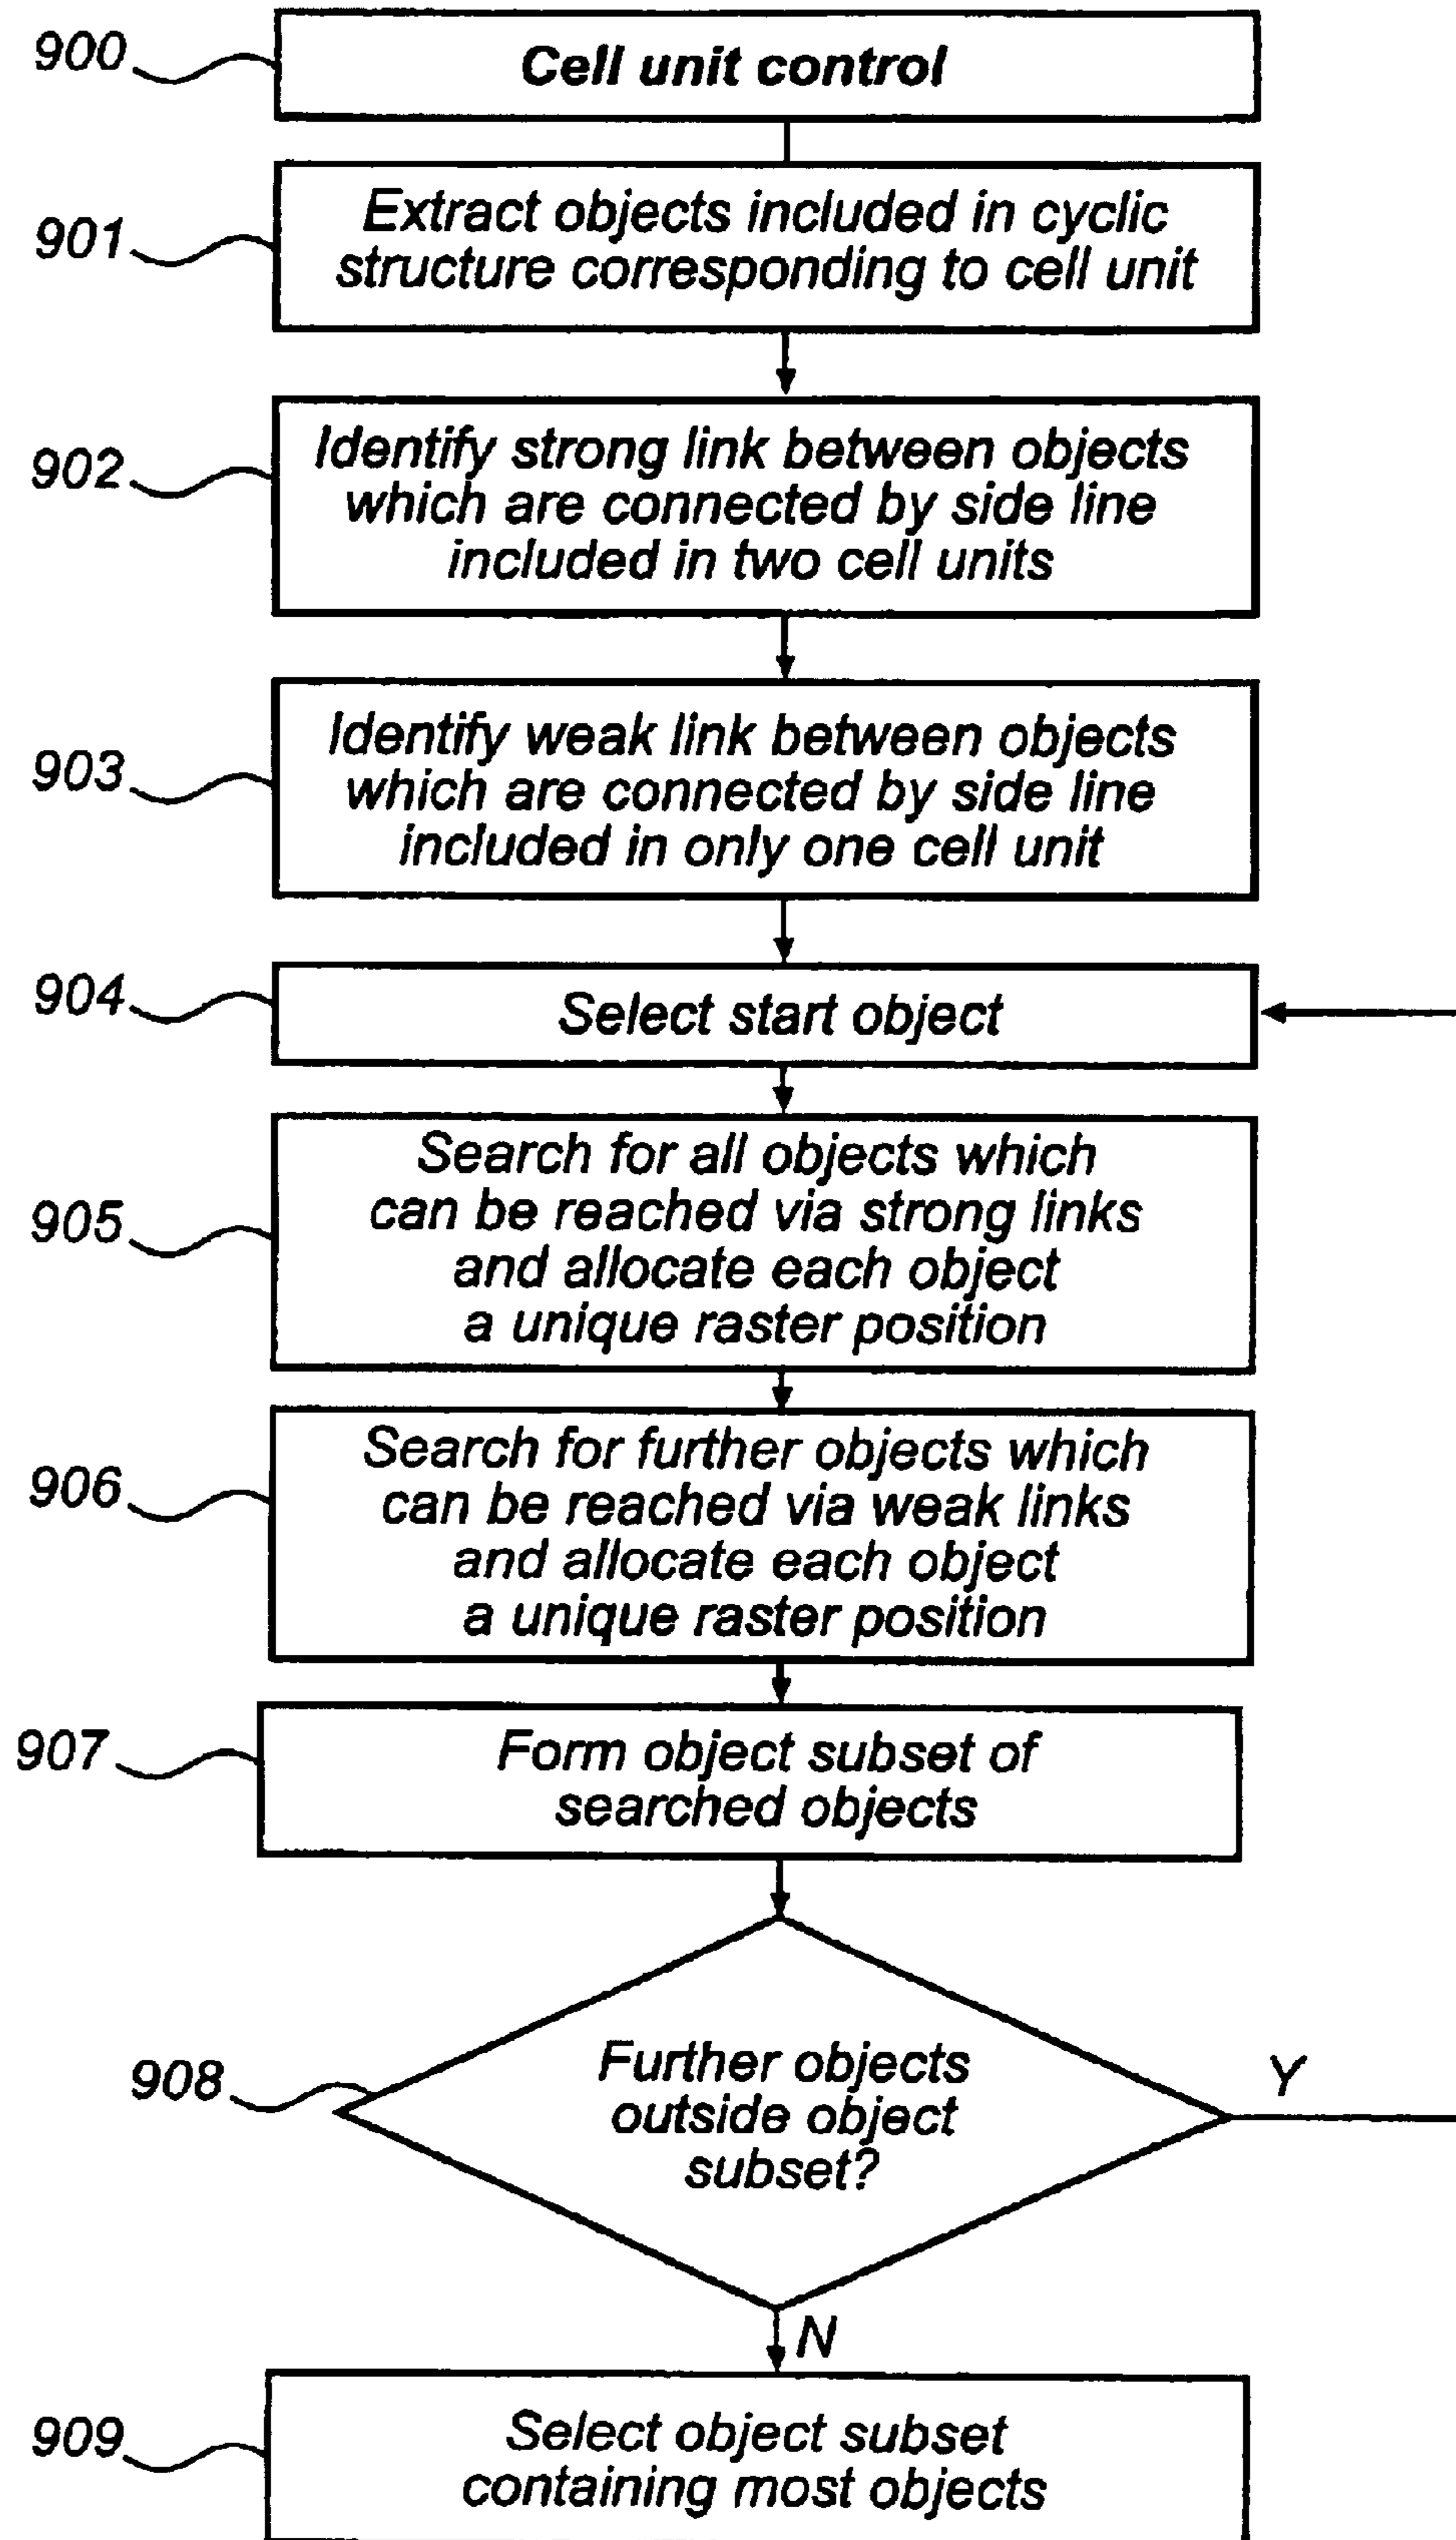 900
Cell unit control
901
Extract objects included in cyclic
structure corresponding to cell unit
902
Identify strong link between objects
which are connected by side line
included in two cell units
903
Identify weak link between objects
which are connected by side line
included in only one cell unit
904
Select start object
905
Search for all objects which
can be reached via strong links
and allocate each object
a unique raster position
906
Search for further objects which
can be reached via weak links
and allocate each object
a unique raster position
907
Form object subset of
searched objects
908
Further objects
outside object
subset?
Y
N
909
Select object subset
containing most objects